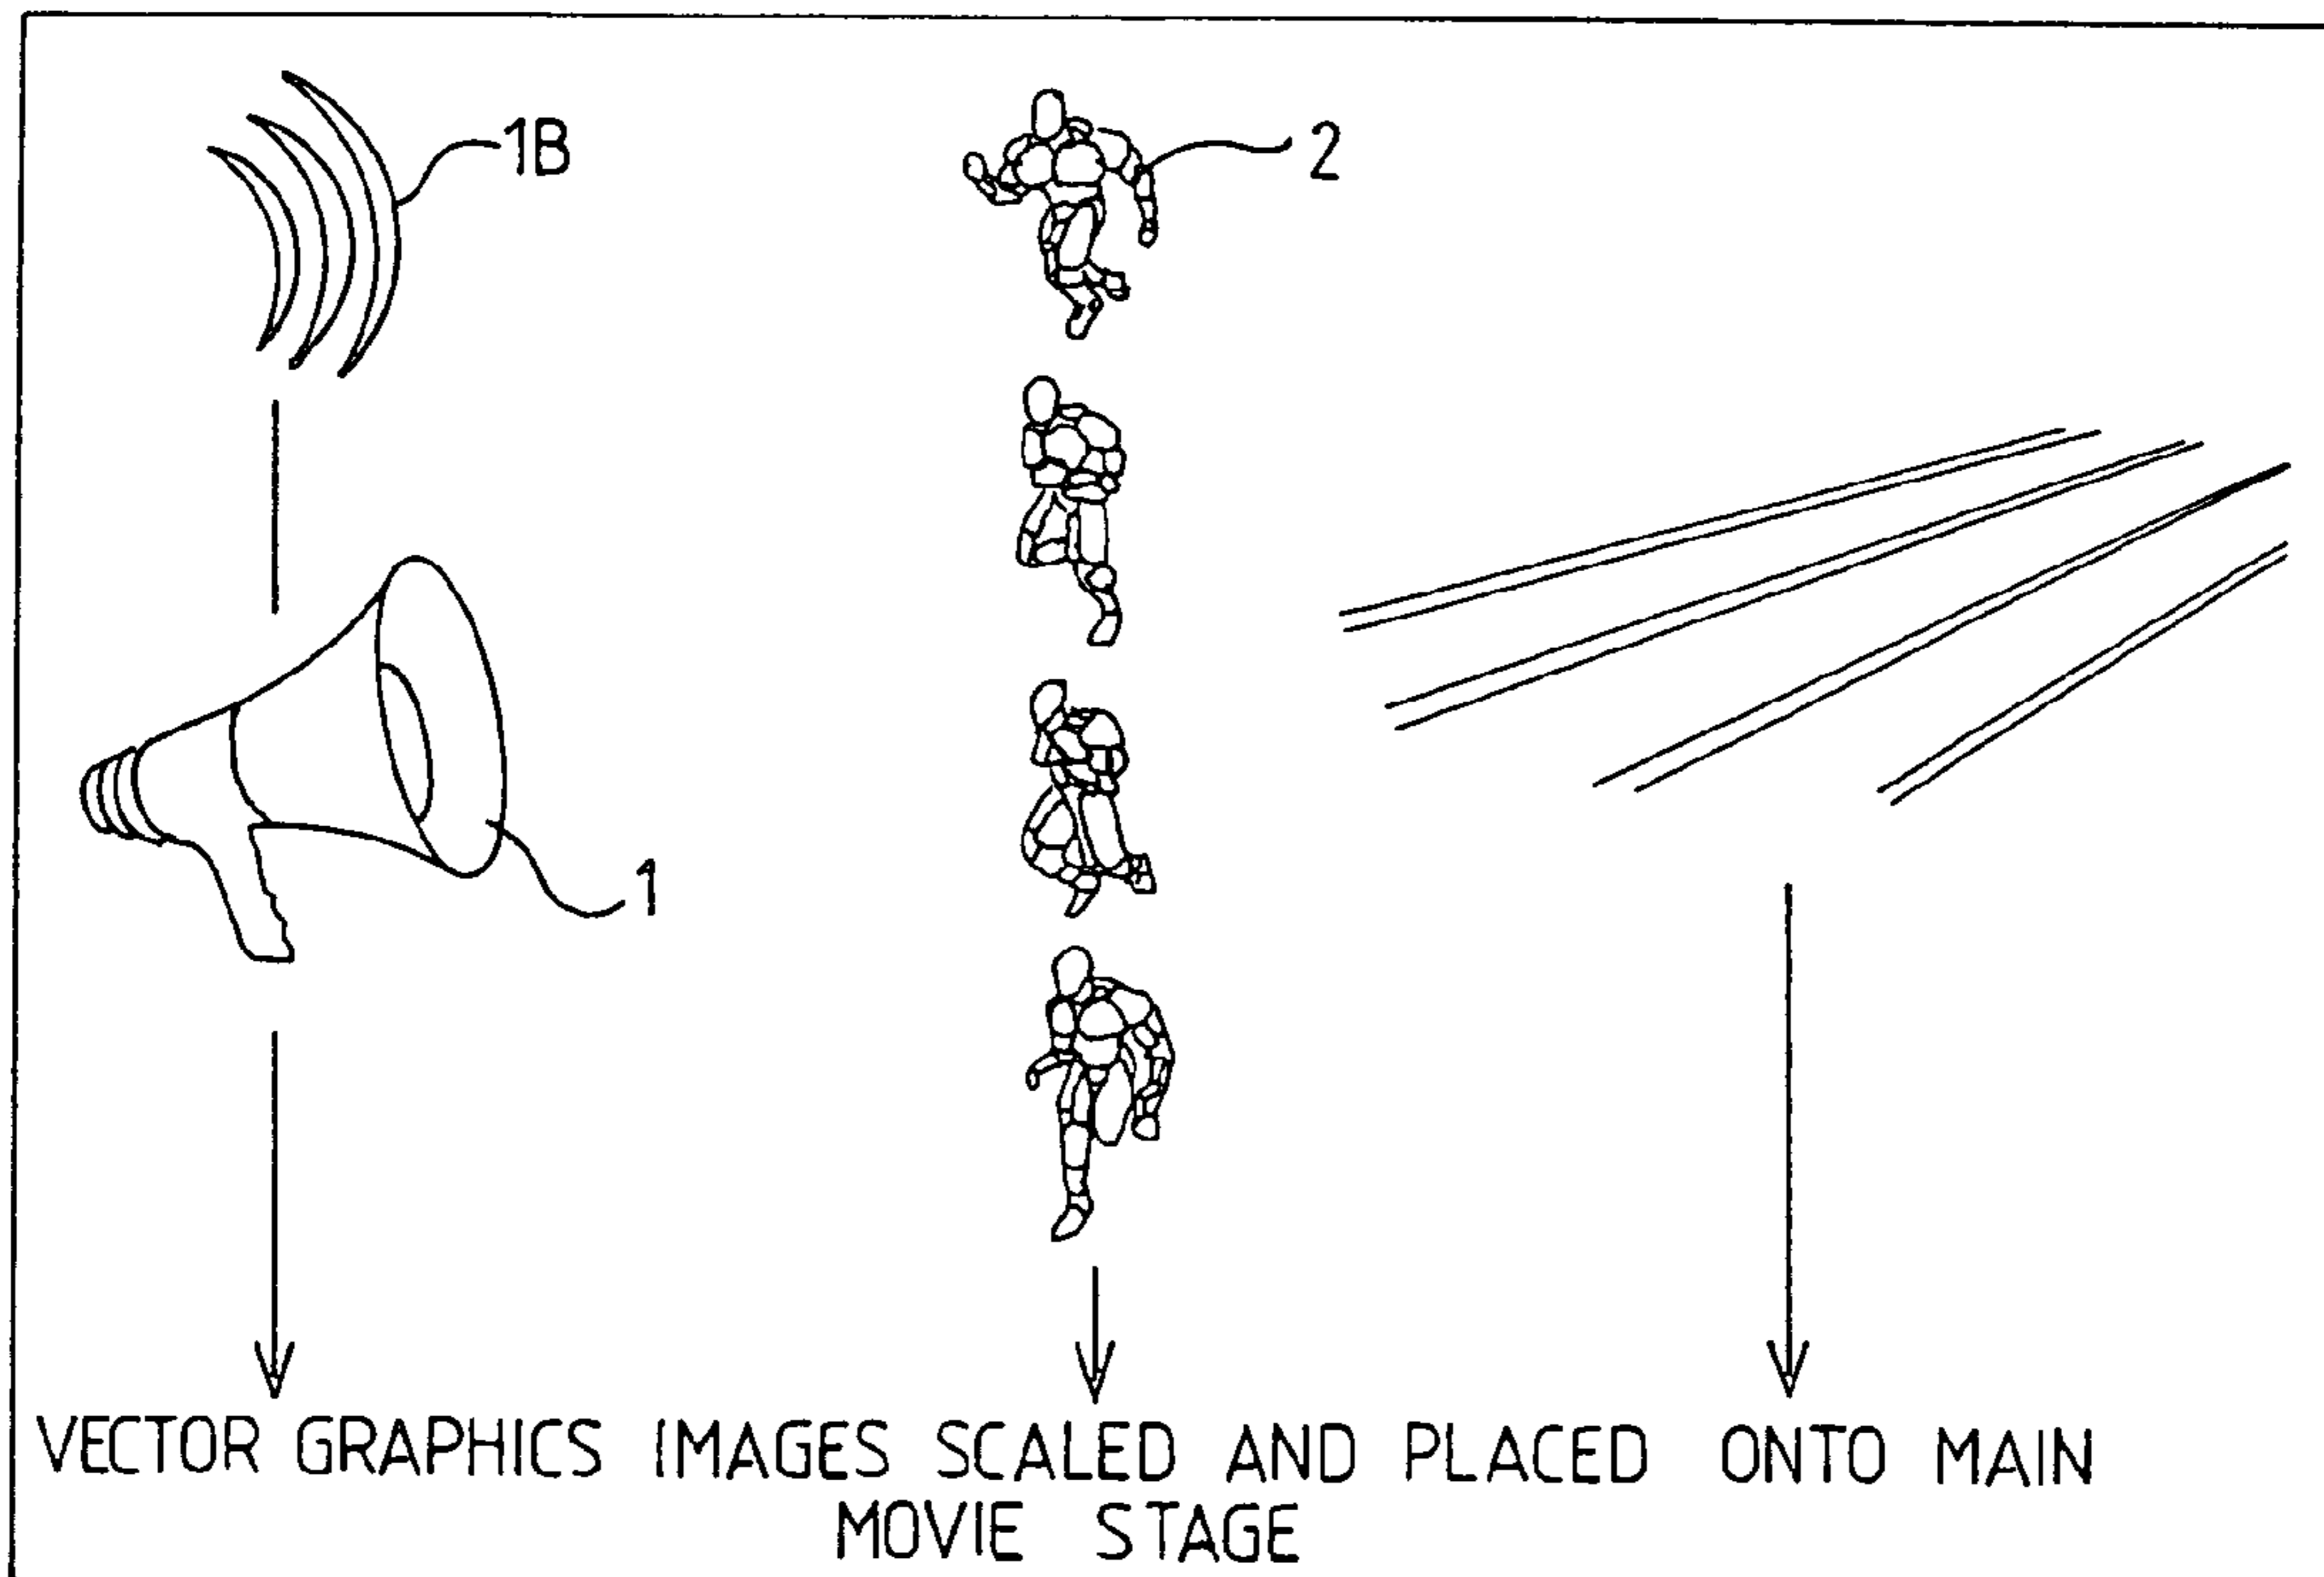 1B
2
1
VECTOR GRAPHICS IMAGES SCALED AND PLACED ONTO MAIN
MOVIE STAGE